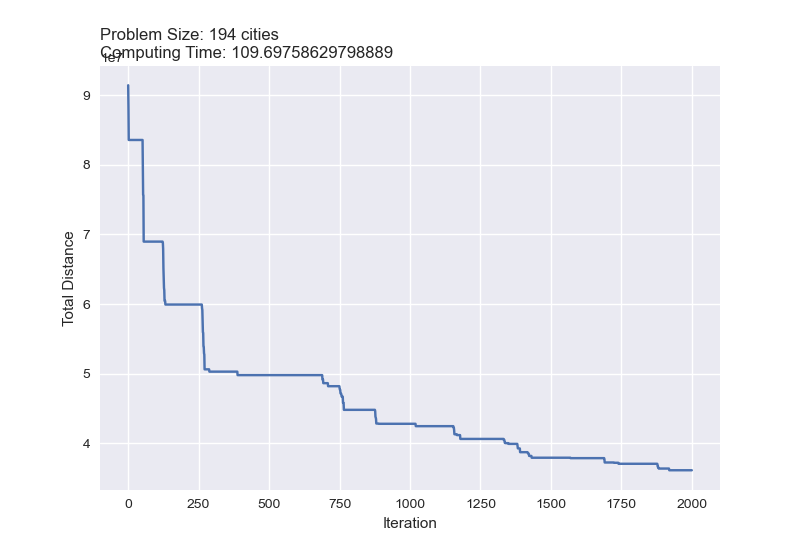 Problem Size: 194 cities
Computing Time: 109.69758629798889
1e7
9
8
7
6
5
4
Total Distance
0 250 500 750 1000 1250 1500 1750 2000
Iteration